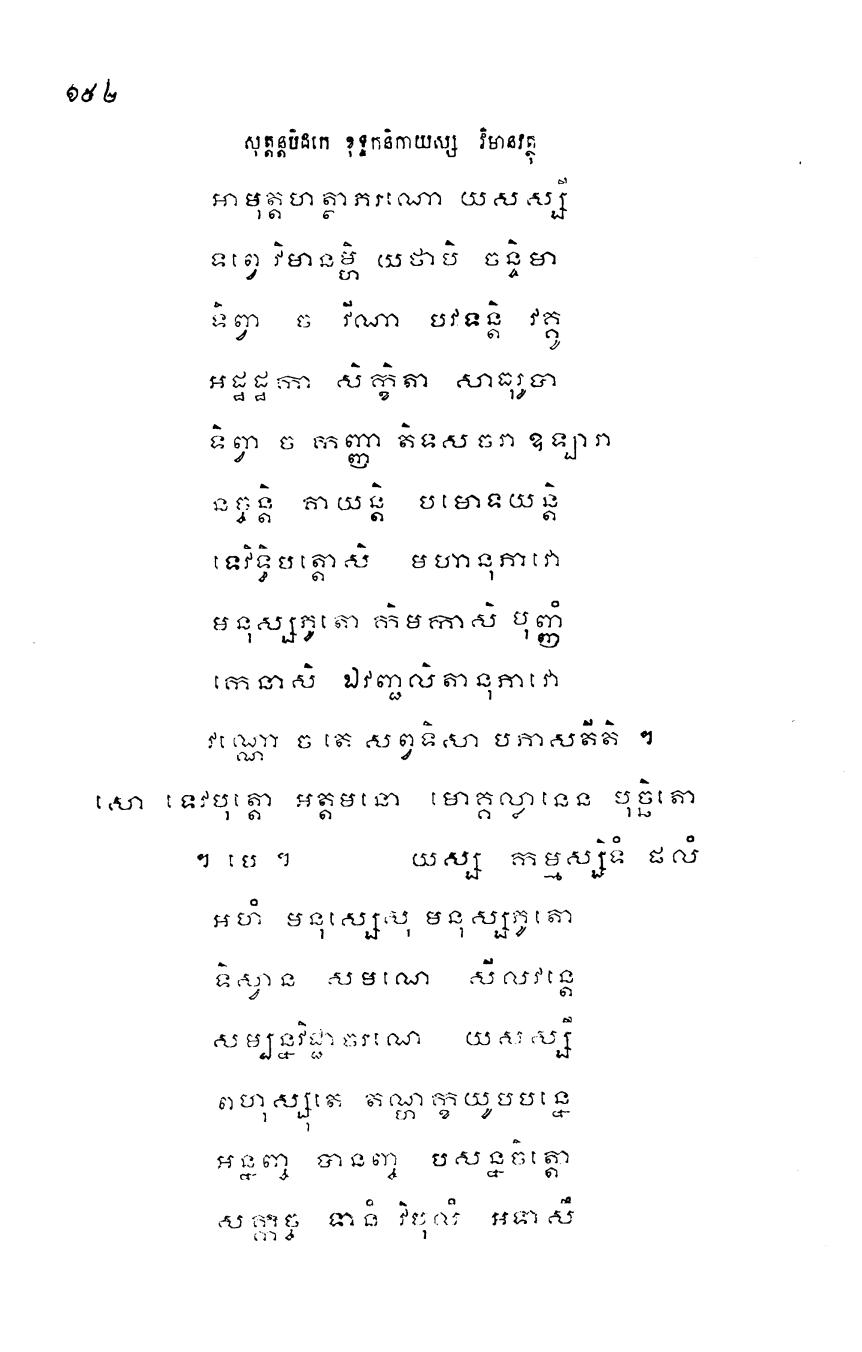 ១៩២
សុត្តន្តបិដកេ ខុទ្ទកនិកាយស្ស វិមានវត្ថុ
អាមុត្តហត្ថាភរណោ យសស្សី
ទិព្វេ វិមានម្ហិ យថាបិ ចន្ទិមា
ទិព្វា ច វីណា បវទន្តិ វគ្គូ
អដ្ឋដ្ឋកា សិក្ខិតា សាធុរូបា
ទិព្វា ច កញ្ញា តិទសចរា ឧឡារា
នច្ចន្តិ គាយន្តិ បមោទយន្តិ
ទេវិទ្ធិបត្តោសិ មហានុភាវោ
មនុស្សភូតោ កិមកាសិ បុញ្ញំ
កេនាសិ ឯវញ្ជលិតានុភាវោ
វណ្ណោ ច តេ សព្វទិសា បភាសតីតិ ។
សោ ទេវបុត្តោ អត្តមនោ មោគ្គល្លានេន បុច្ឆិតោ
។ បេ ។ យស្ស កម្មស្សិទំ ផលំ
អហំ មនុស្សេសុ មនុស្សភូតោ
ទិស្វាន សមណេ សីលវន្តេ
សម្បន្នវិជ្ជាចរណេ យសស្សី
ពហុស្សុតេ តណ្ហក្ខយូបបន្នេ
អន្នញ្ច បានញ្ច បសន្នចិត្តោ
សក្កច្ច ទានំ វិបុលំ អទាសឹ